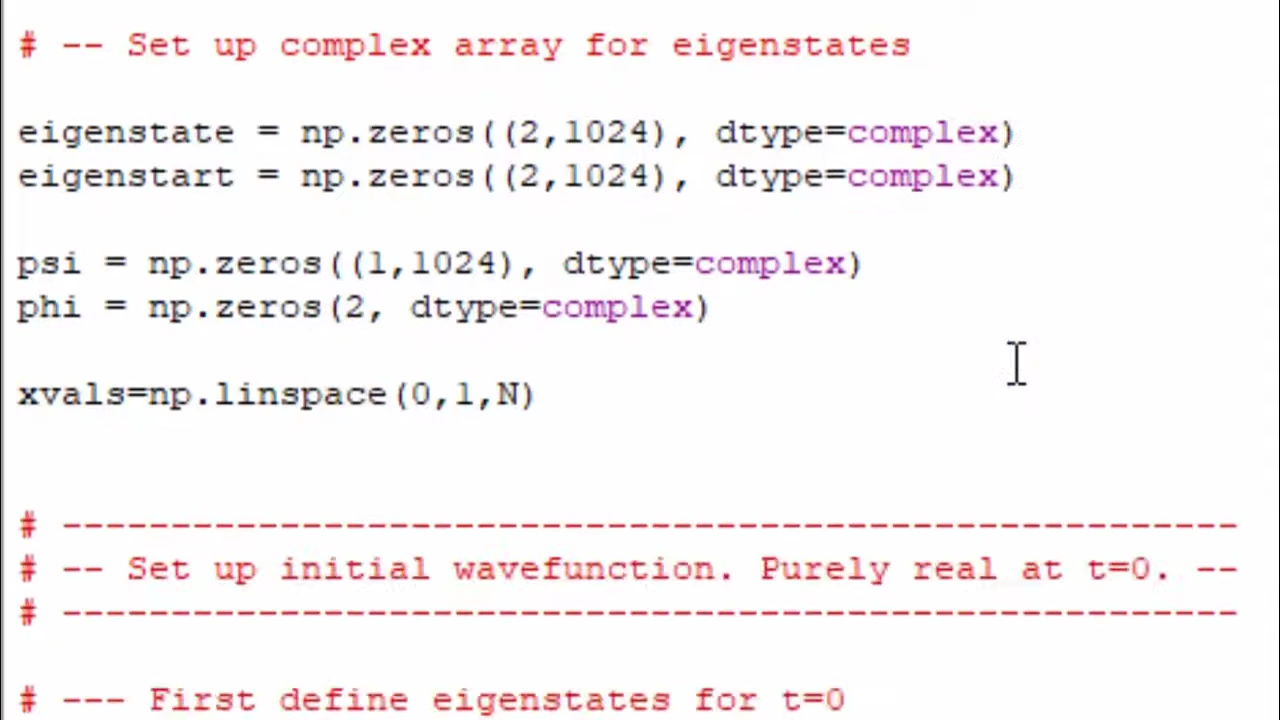 # -- Set up complex array for eigenstates
eigenstate = np.zeros((2,1024), dtype=complex)
eigenstart = np.zeros((2,1024), dtype=complex)
psi = np.zeros((1,1024), dtype=complex)
phi = np.zeros(2, dtype=complex)
xvals=np.linspace(0,1,N)
# ------------------------------------------------------
# -- Set up initial wavefunction. Purely real at t=0. --
# ------------------------------------------------------
# --- First define eigenstates for t=0